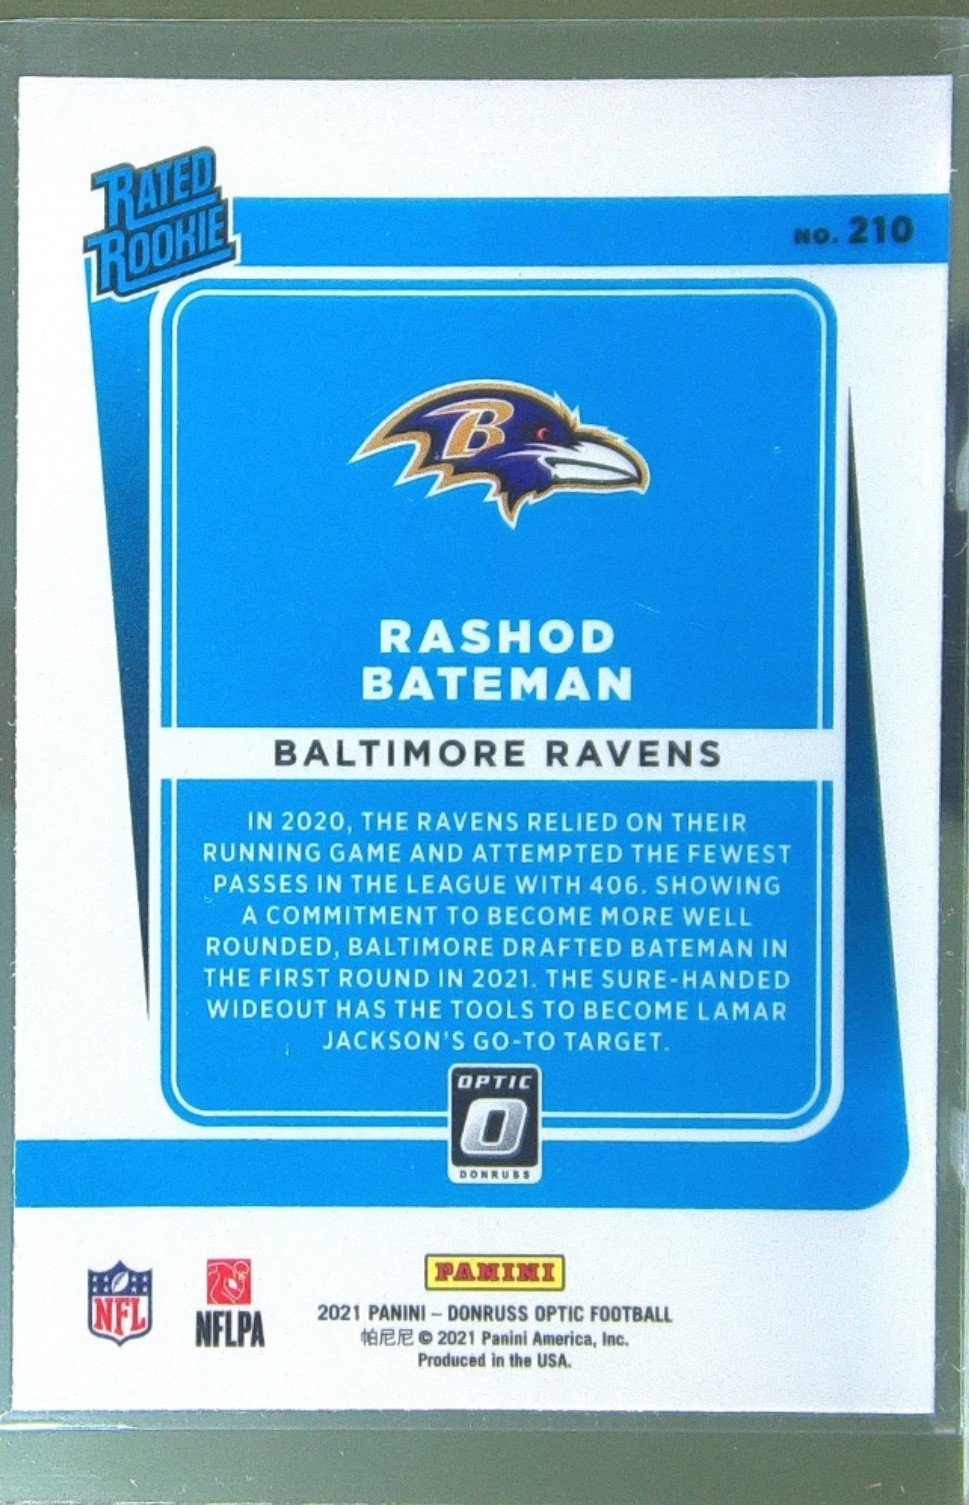 RATED
ROOKIE
NO. 210
B
RASHOD
BATEMAN
BALTIMORE RAVENS
IN 2020, THE RAVENS RELIED ON THEIR
RUNNING GAME AND ATTEMPTED THE FEWEST
PASSES IN THE LEAGUE WITH 406. SHOWING
A COMMITMENT TO BECOME MORE WELL
ROUNDED, BALTIMORE DRAFTED BATEMAN IN
THE FIRST ROUND IN 2021. THE SURE-HANDED
WIDEOUT HAS THE TOOLS TO BECOME LAMAR
JACKSON'S GO-TO TARGET.
OPTIC
O
DONRUSS
NFL
NFLPA
PANINI
2021 PANINI – DONRUSS OPTIC FOOTBALL
帕尼尼 © 2021 Panini America, Inc.
Produced in the USA.